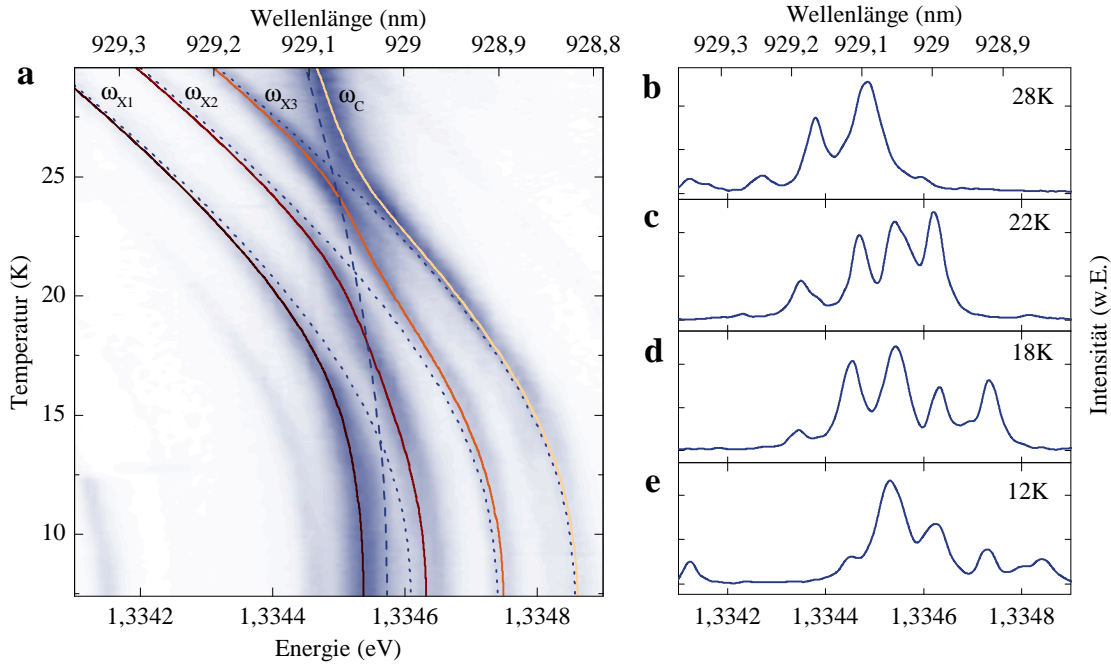 Wellenlänge (nm)
929,3 929,2 929,1 929 928,9 928,8
a
ωX1 ωX2 ωX3 ωC
Temperatur (K)
25
20
15
10
1,3342 1,3344 1,3346 1,3348
Energie (eV)
Wellenlänge (nm)
929,3 929,2 929,1 929 928,9
b 28K
c 22K
d 18K
e 12K
Intensität (w.E.)
1,3342 1,3344 1,3346 1,3348